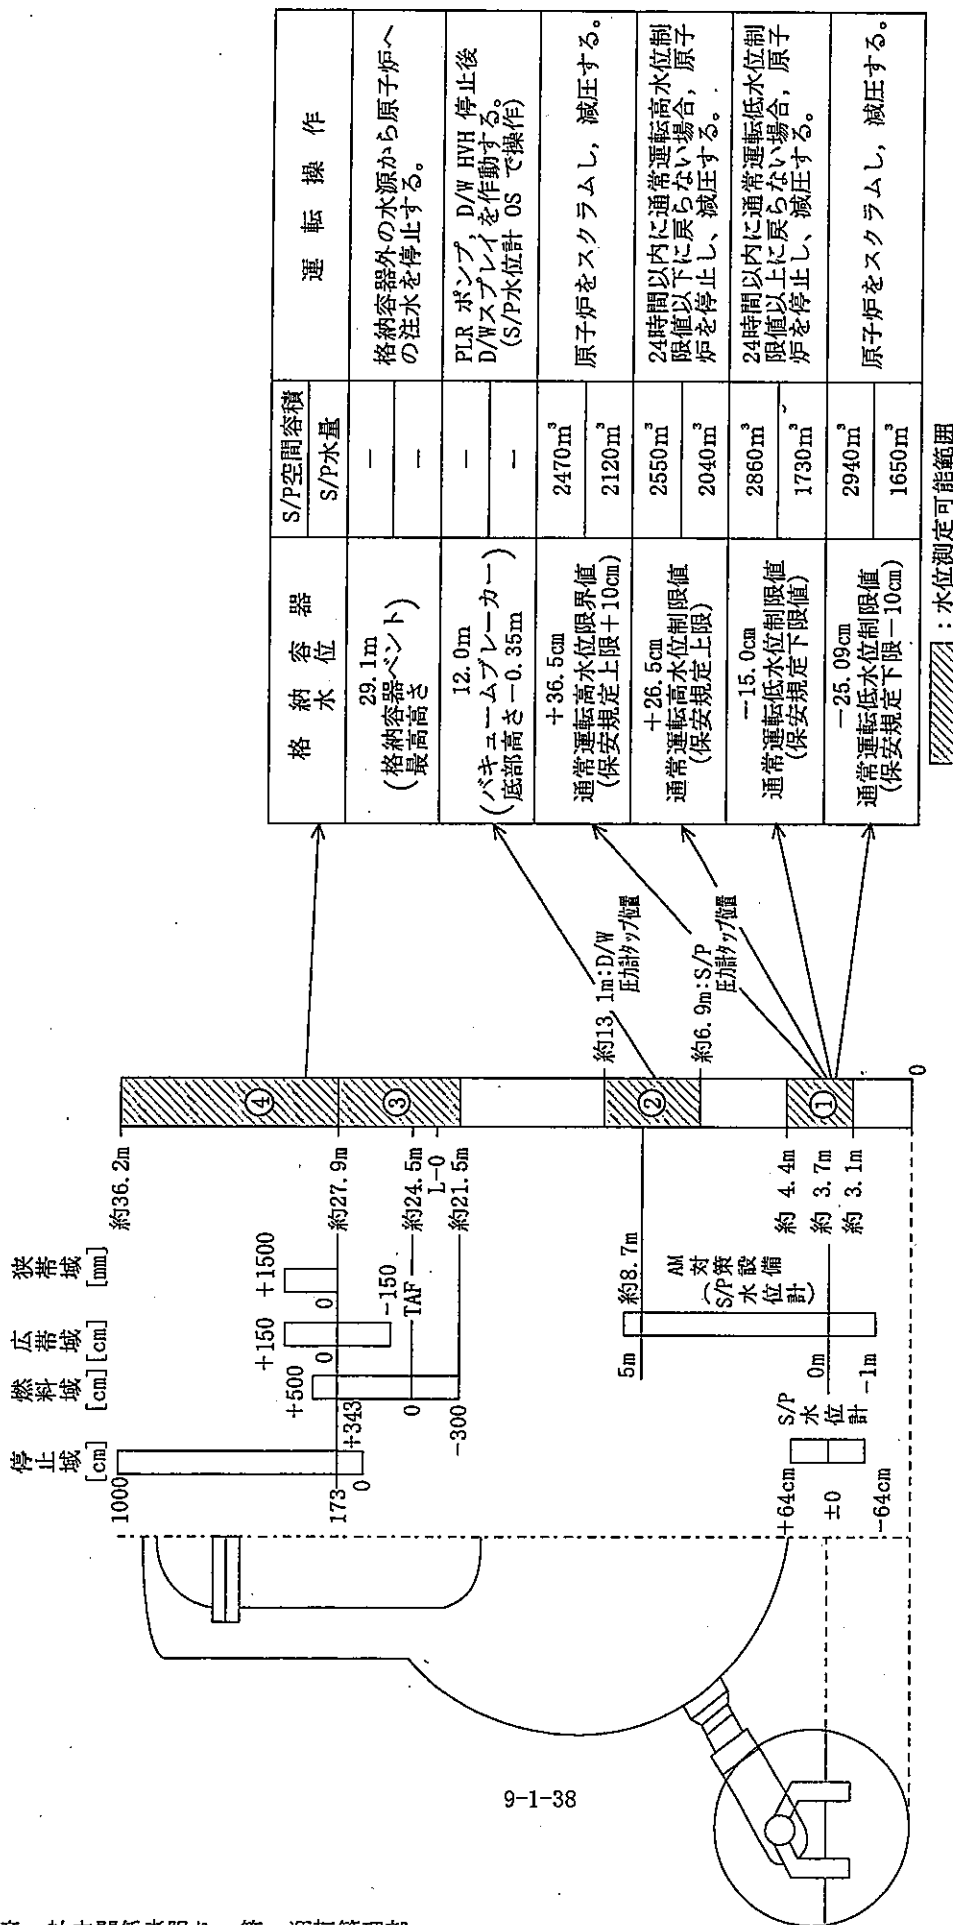 停止域
[cm]
燃料域
[cm]
広帯域
[cm]
狭帯域
[mm]
1000
173
0
+500
+343
0
-300
+150
0
-150
+1500
0
TAF
L-0
約36.2m
約27.9m
約24.5m
約21.5m
④
③
②
①
約13.1m:D/W
圧力計タップ位置
約6.9m:S/P
圧力計タップ位置
約8.7m
5m
AM対策設備
(S/P水位計)
0m
-1m
S/P
水位計
+64cm
±0
-64cm
約 4.4m
約 3.7m
約 3.1m
0
格納容器
水位
S/P空間容積
S/P水量
運転操作
29.1m
(格納容器ベント
最高高さ)
-
-
格納容器外の水源から原子炉へ
の注水を停止する。
12.0m
(バキュームブレーカー
底部高さ-0.35m)
-
-
PLR ポンプ, D/W HVH 停止後
D/Wスプレイを作動する。
(S/P水位計 OS で操作)
+36.5cm
通常運転高水位限界値
(保安規定上限+10cm)
2470m³
2120m³
原子炉をスクラムし, 減圧する。
+26.5cm
通常運転高水位制限値
(保安規定上限)
2550m³
2040m³
24時間以内に通常運転高水位制
限値以下に戻らない場合, 原子
炉を停止し、減圧する。
-15.0cm
通常運転低水位制限値
(保安規定下限値)
2860m³
1730m³
24時間以内に通常運転低水位制
限値以上に戻らない場合, 原子
炉を停止し、減圧する。
-25.09cm
通常運転低水位制限値
(保安規定下限-10cm)
2940m³
1650m³
原子炉をスクラムし, 減圧する。
:水位測定可能範囲
9-1-38